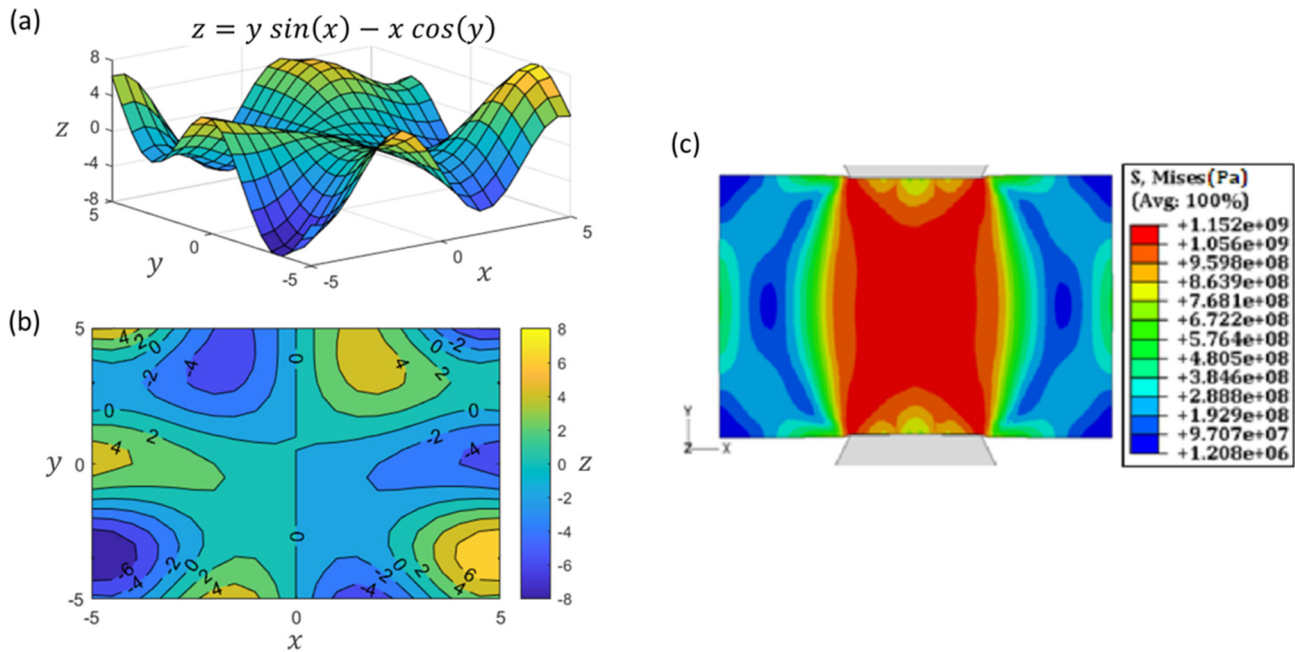 (a)
z = y sin(x) − x cos(y)
8
4
0
-4
-8
z
5
0
-5
y
-5
0
5
x
(b)
5
0
-5
y
-5
0
5
x
4 2 0 -2 -4 0 4 2 0 -2
0 2 0 -2
4 -4
0
-6 -4 -2 0 2 4 -4 -2 0 2 4 6
8
6
4
2
0
-2
-4
-6
-8
z
(c)
Y
Z X
S, Mises(Pa)
(Avg: 100%)
+1.152e+09
+1.056e+09
+9.598e+08
+8.639e+08
+7.681e+08
+6.722e+08
+5.764e+08
+4.805e+08
+3.846e+08
+2.888e+08
+1.929e+08
+9.707e+07
+1.208e+06